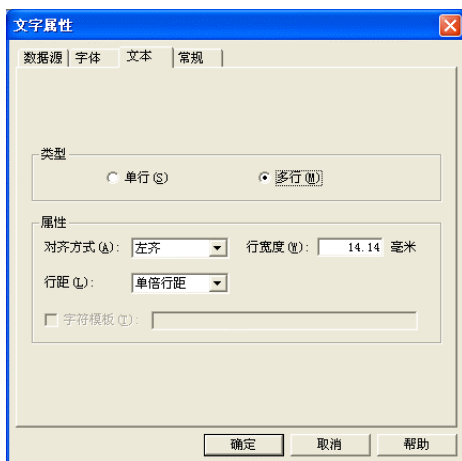 文字属性
数据源 字体 文本 常规
类型
单行(S) 多行(M)
属性
对齐方式(A): 左齐 行宽度(W): 14.14 毫米
行距(L): 单倍行距
字符模板(T):
确定 取消 帮助